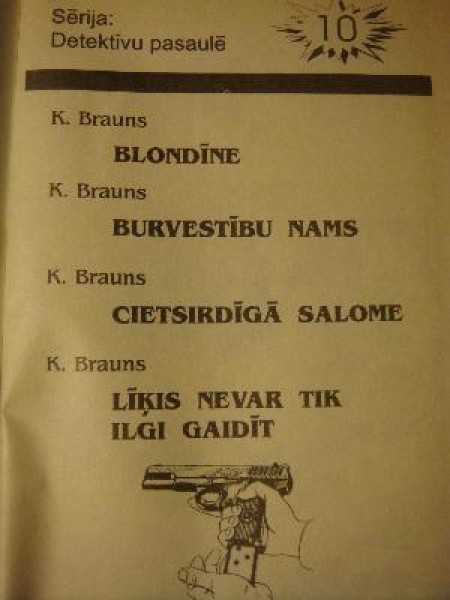 Sērija:
Detektīvu pasaulē
10
K. Brauns
BLONDĪNE
K. Brauns
BURVESTĪBU NAMS
K. Brauns
CIETSIRDĪGĀ SALOME
K. Brauns
LĪĶIS NEVAR TIK
ILGI GAIDĪT